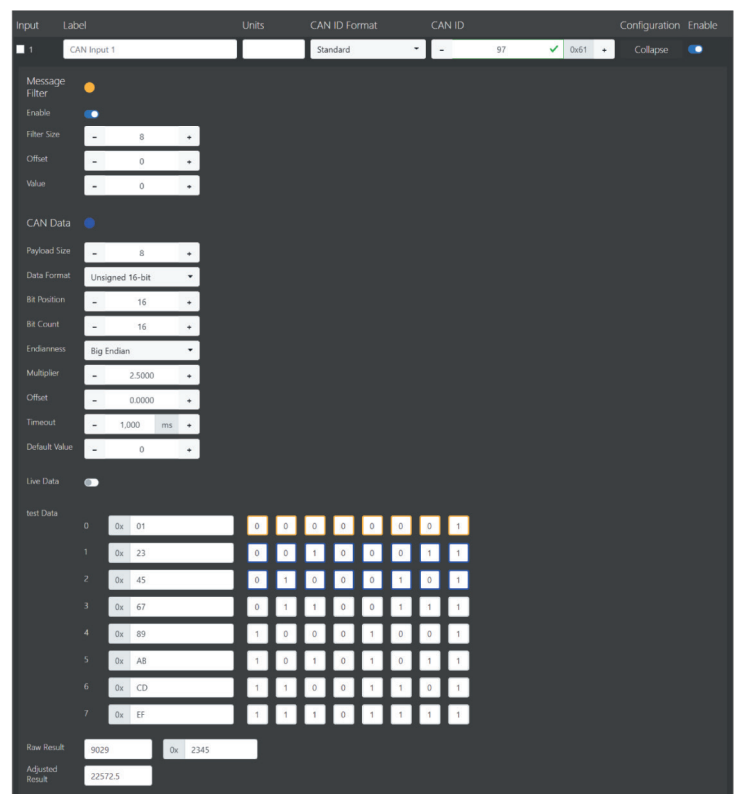 Input Label Units CAN ID Format CAN ID Configuration Enable
1 CAN Input 1 Standard - 97 0x61 + Collapse
Message
Filter
Enable
Filter Size - 8 +
Offset - 0 +
Value - 0 +
CAN Data
Payload Size - 8 +
Data Format Unsigned 16-bit
Bit Position - 16 +
Bit Count - 16 +
Endianness Big Endian
Multiplier - 2.5000 +
Offset - 0.0000 +
Timeout - 1,000 ms +
Default Value - 0 +
Live Data
test Data
0 0x 01 0 0 0 0 0 0 0 1
1 0x 23 0 0 1 0 0 0 1 1
2 0x 45 0 1 0 0 0 1 0 1
3 0x 67 0 1 1 0 0 1 1 1
4 0x 89 1 0 0 0 1 0 0 1
5 0x AB 1 0 1 0 1 0 1 1
6 0x CD 1 1 0 0 1 1 0 1
7 0x EF 1 1 1 0 1 1 1 1
Raw Result 9029 0x 2345
Adjusted
Result 22572.5